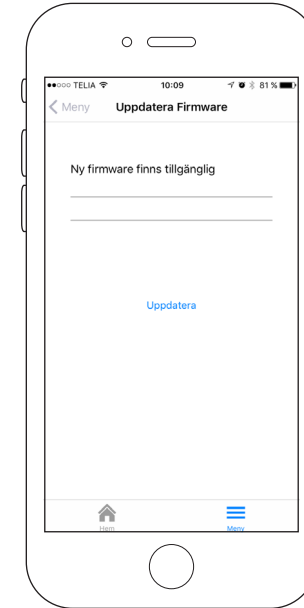 TELIA 10:09 81 %
Meny Uppdatera Firmware
Ny firmware finns tillgänglig
Uppdatera
Hem Meny